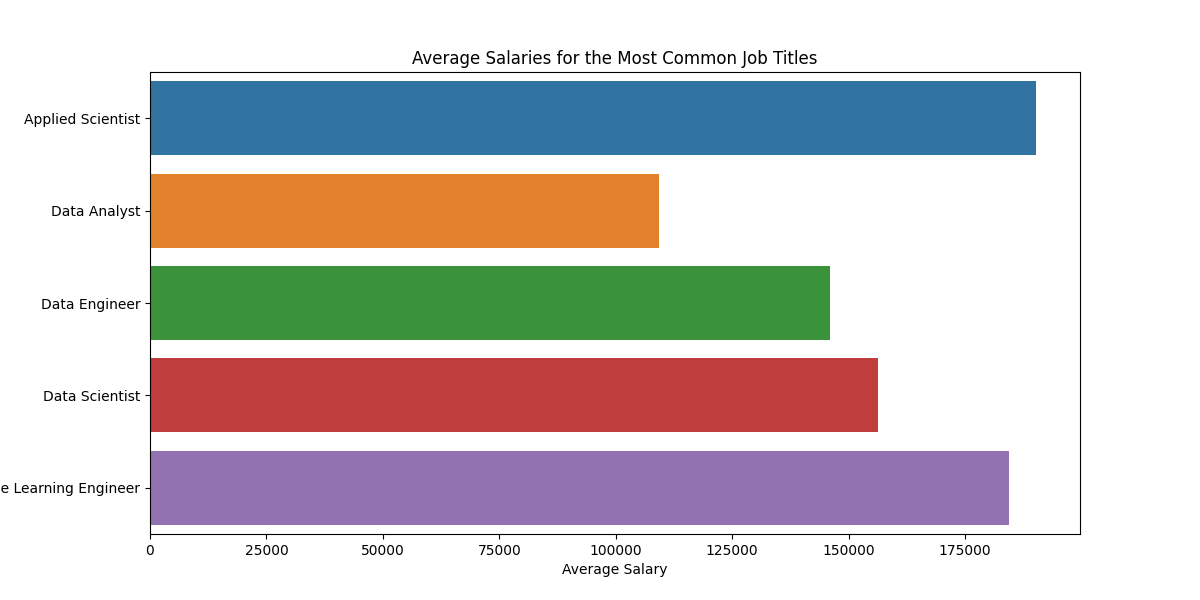 Average Salaries for the Most Common Job Titles
Applied Scientist
Data Analyst
Data Engineer
Data Scientist
e Learning Engineer
0 25000 50000 75000 100000 125000 150000 175000
Average Salary